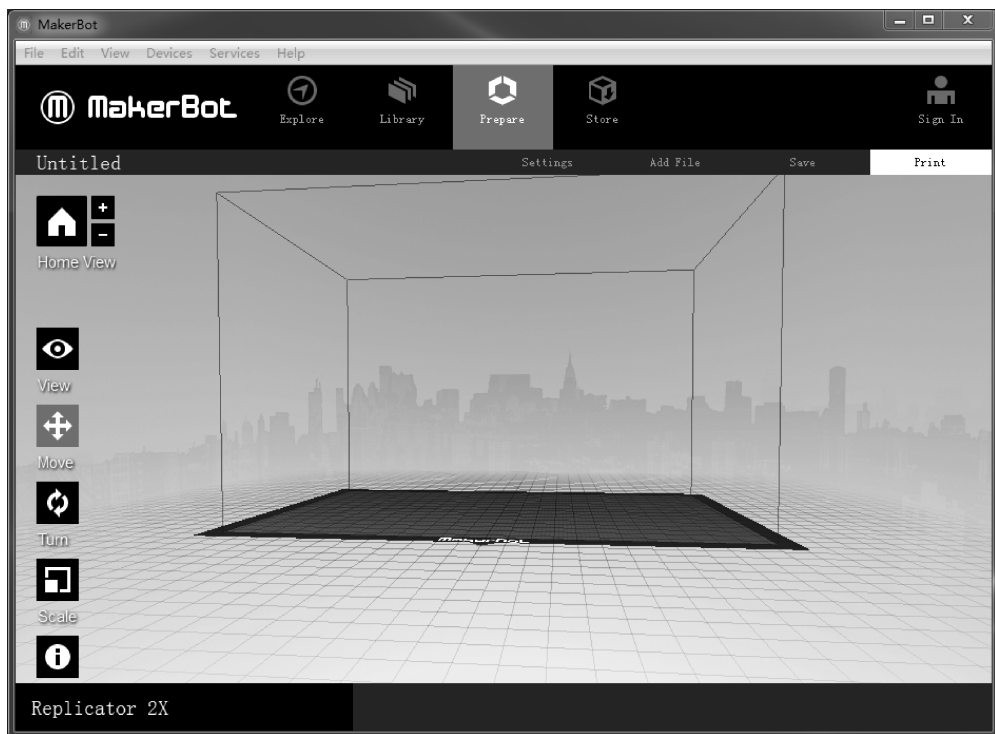 MakerBot
File Edit View Devices Services Help
MakerBot
Explore Library Prepare Store Sign In
Untitled Settings Add File Save Print
Home View
View
Move
MakerBot
Turn
Scale
Replicator 2X